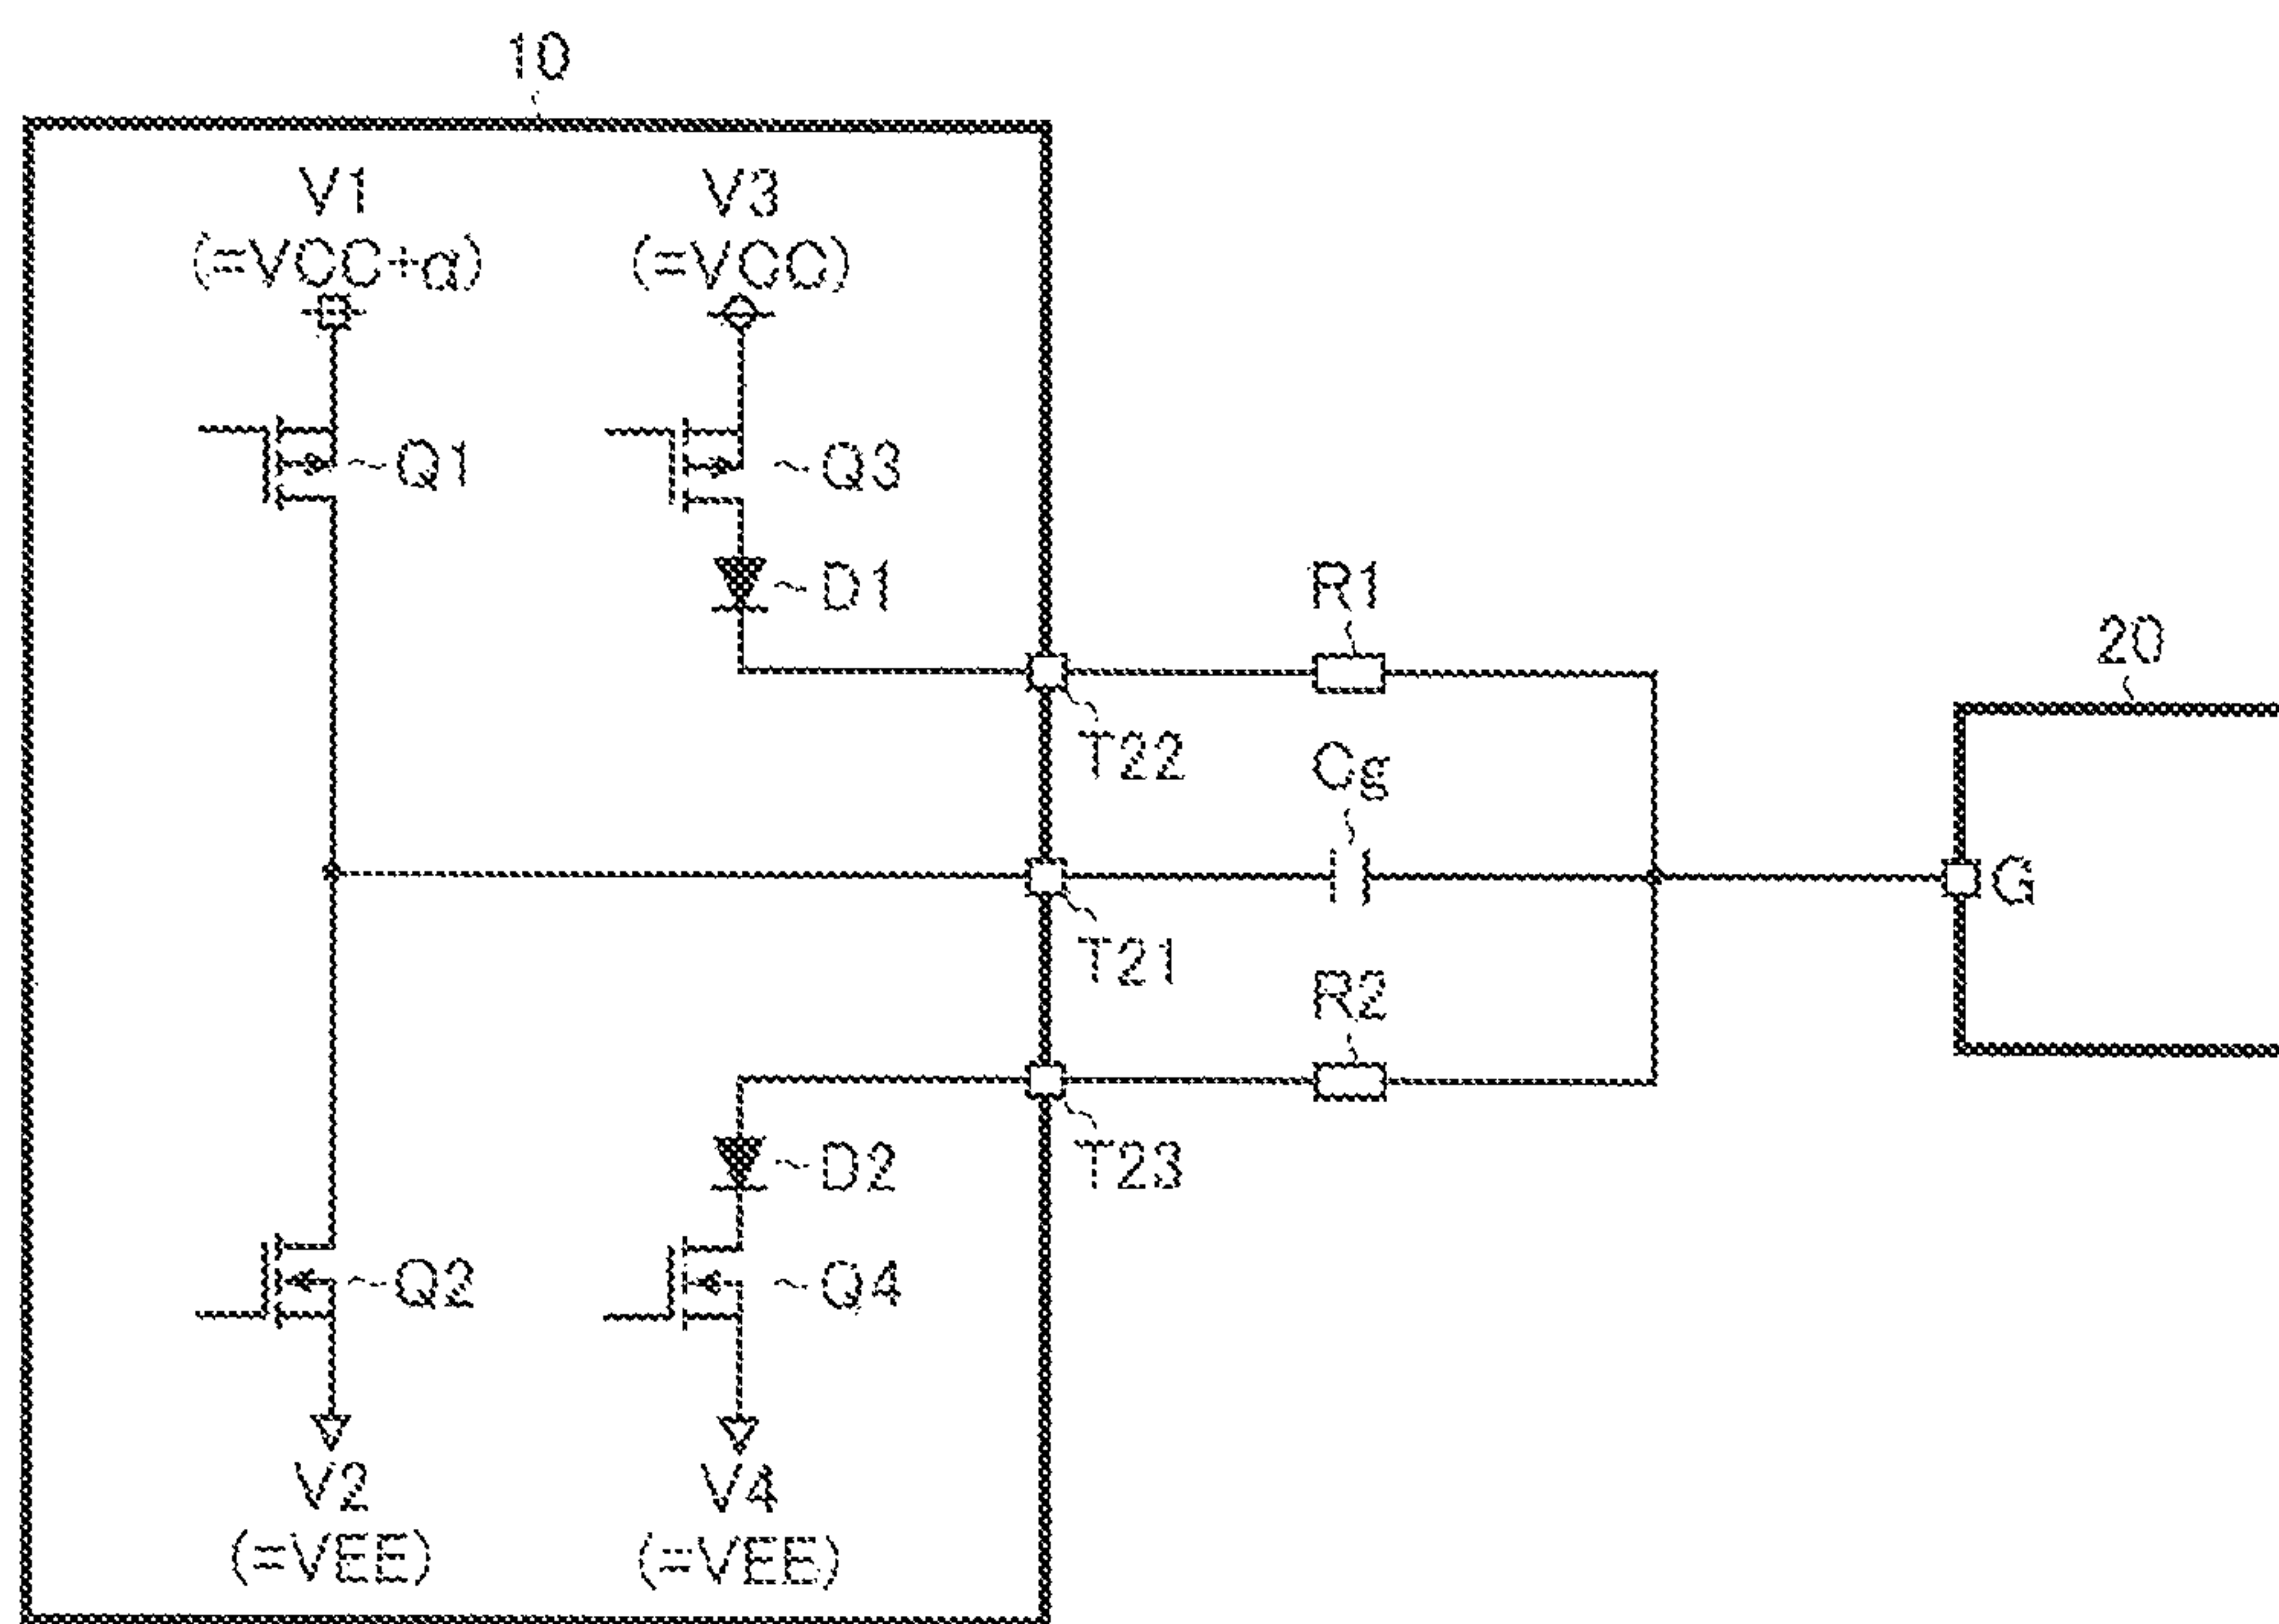 10
V1
(=VCC+α)
V3
(=VCC)
Q1
Q3
D1
R1
20
T22
Cg
G
T21
R2
T23
D2
Q2
Q4
V2
(=VEE)
V4
(=VEE)